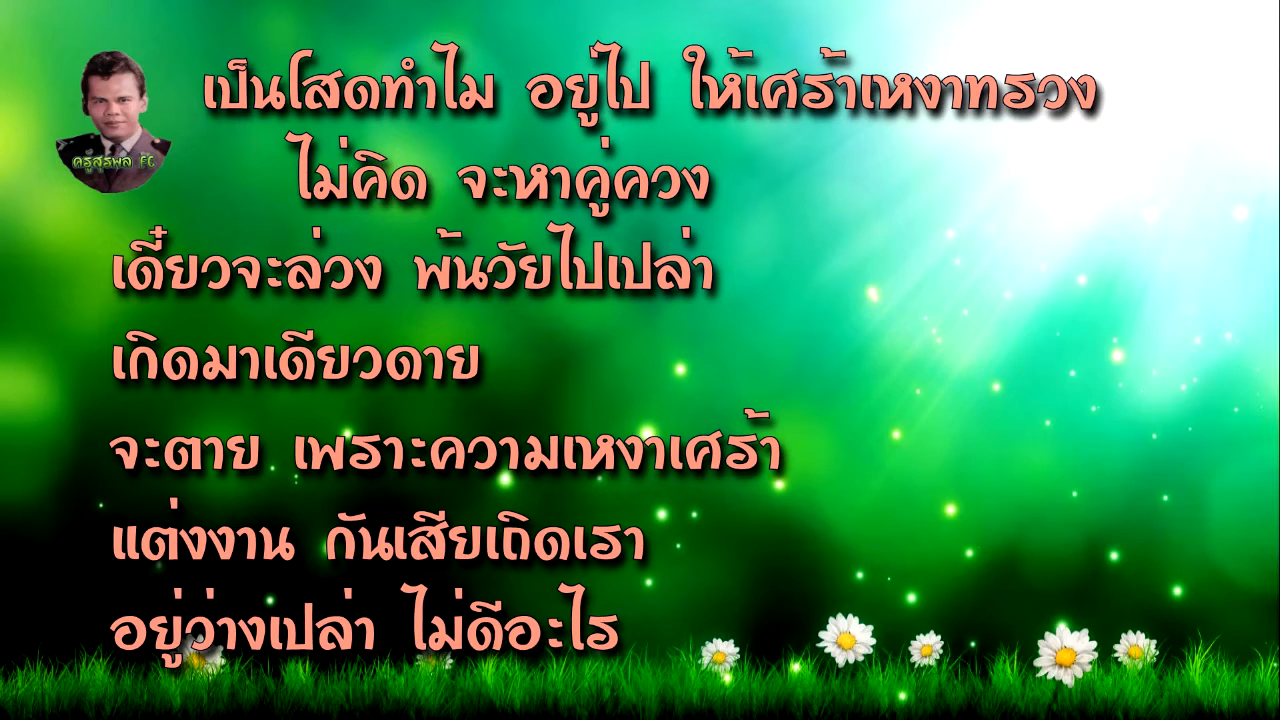 เป็นโสดทำไม อยู่ไป ให้เศร้าเหงาทรวง
ครูสุรพล FC
ไม่คิด จะหาคู่ควง
เดี๋ยวจะล่วง พ้นวัยไปเปล่า
เกิดมาเดียวดาย
จะตาย เพราะความเหงาเศร้า
แต่งงาน กันเสียเถิดเรา
อยู่ว่างเปล่า ไม่ดีอะไร